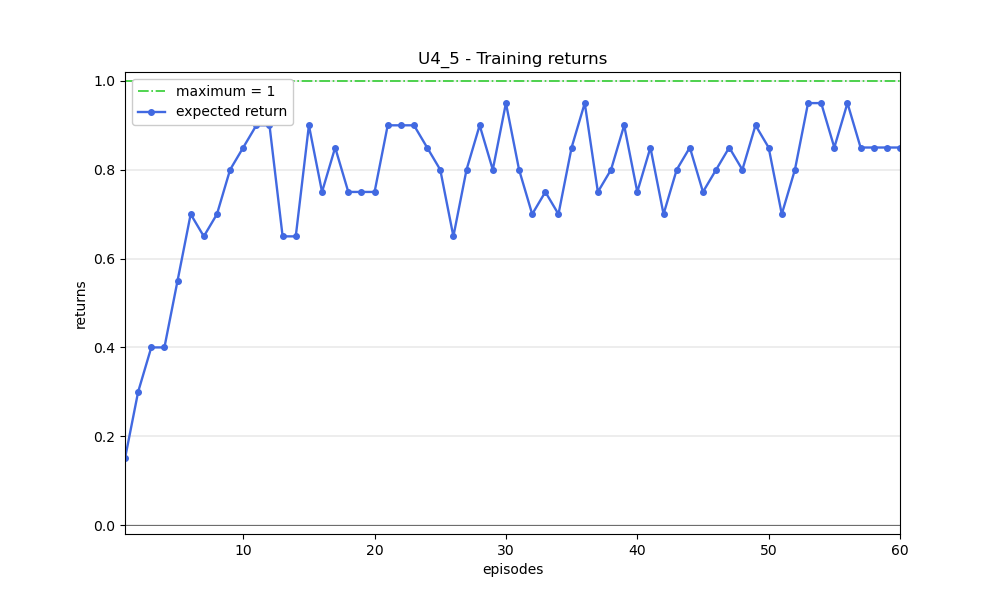 U4_5 - Training returns
maximum = 1
expected return
returns
1.0
0.8
0.6
0.4
0.2
0.0
10 20 30 40 50 60
episodes